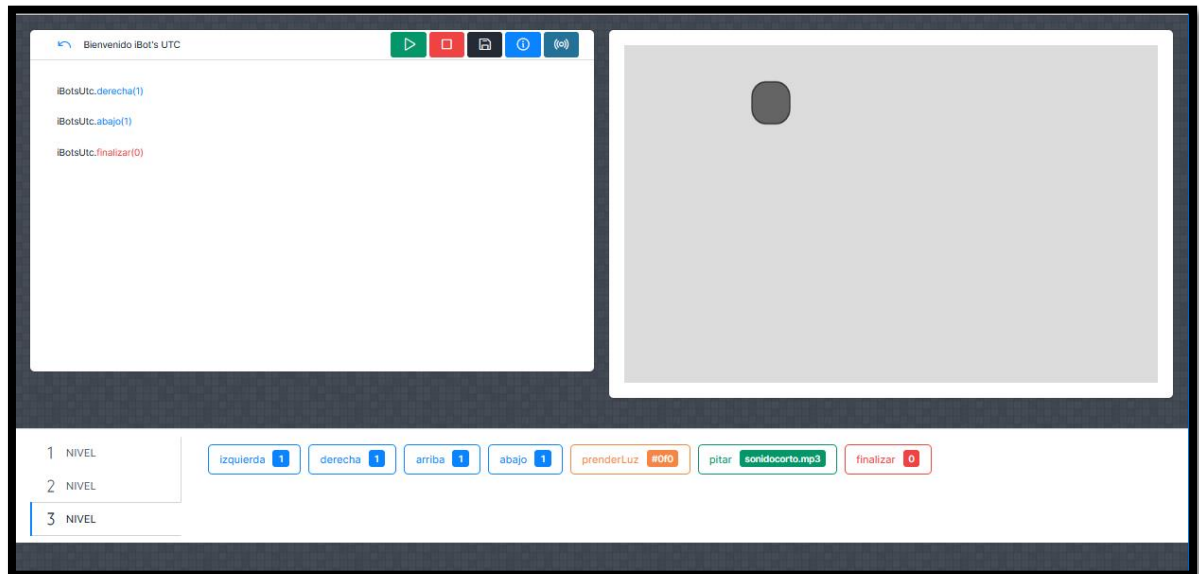 Bienvenido iBot's UTC
iBotsUtc.derecha(1)
iBotsUtc.abajo(1)
iBotsUtc.finalizar(0)
1 NIVEL
2 NIVEL
3 NIVEL
izquierda 1 derecha 1 arriba 1 abajo 1 prenderLuz #0f0 pitar sonidocorto.mp3 finalizar 0